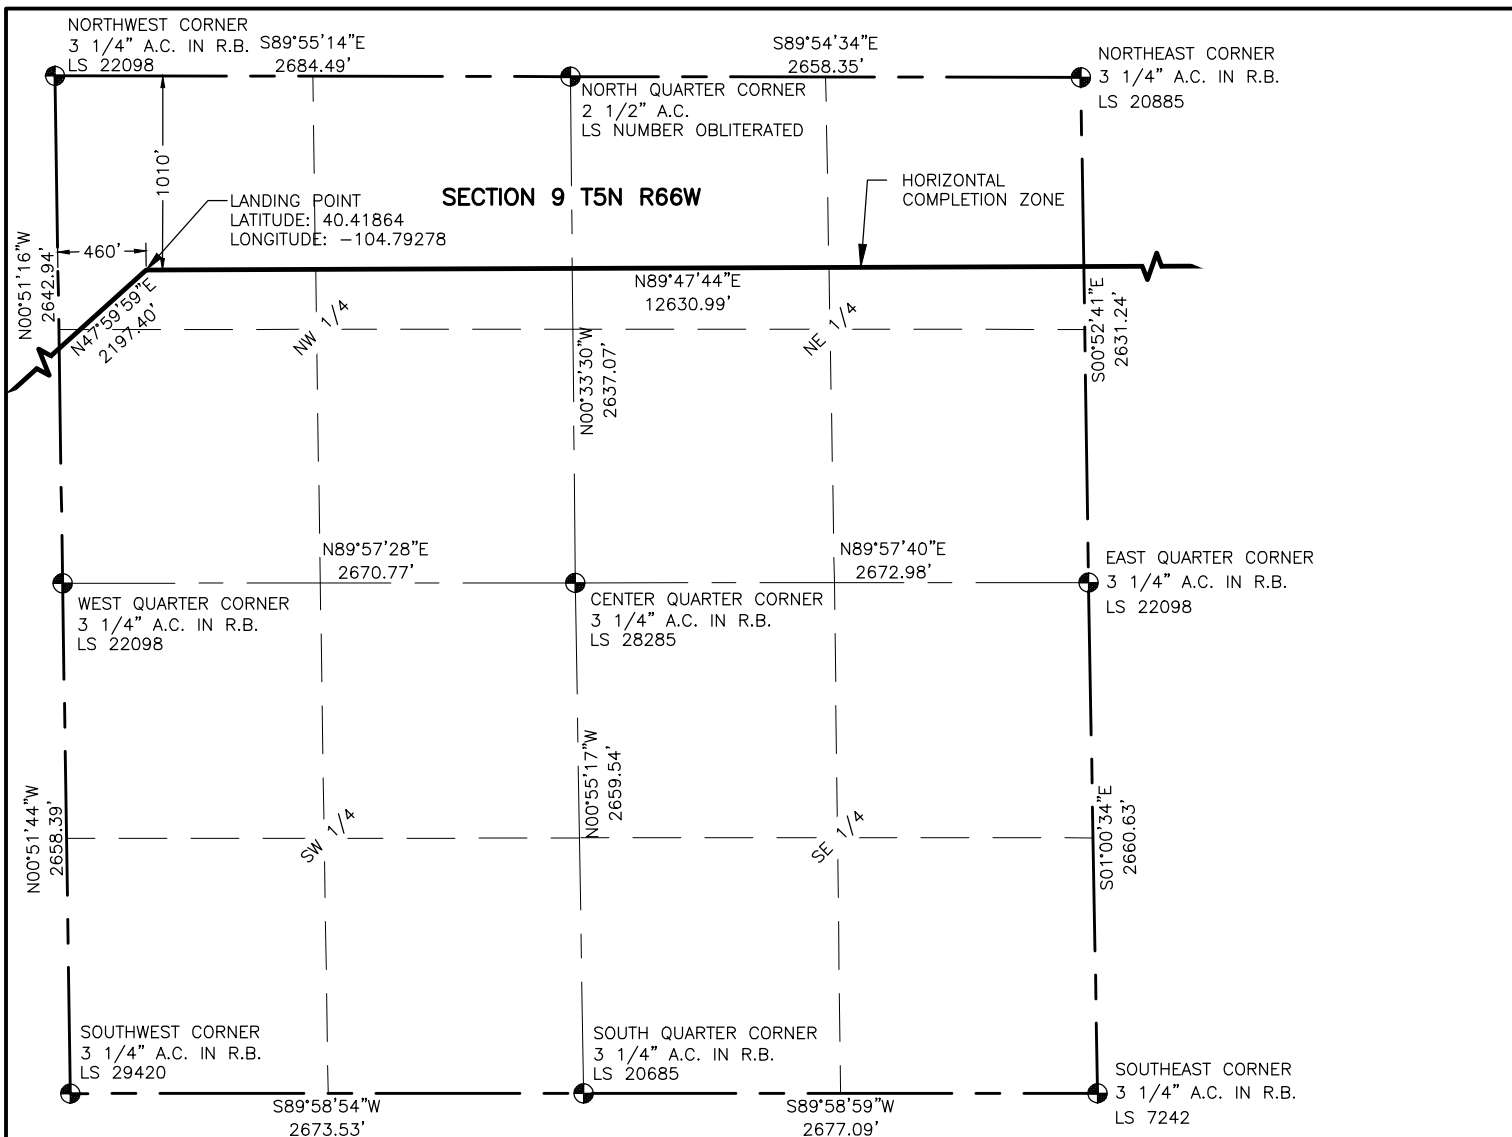 NORTHWEST CORNER
3 1/4" A.C. IN R.B.
LS 22098
S89°55'14"E
2684.49'
S89°54'34"E
2658.35'
NORTHEAST CORNER
3 1/4" A.C. IN R.B.
LS 20885
NORTH QUARTER CORNER
2 1/2" A.C.
LS NUMBER OBLITERATED
1010'
SECTION 9 T5N R66W
LANDING POINT
LATITUDE: 40.41864
LONGITUDE: -104.79278
HORIZONTAL
COMPLETION ZONE
460'
N00°51'16"W
2642.94'
N47°59'59"E
2197.40'
N89°47'44"E
12630.99'
NW 1/4
NE 1/4
N00°33'30"W
2637.07'
S00°52'41"E
2631.24'
N89°57'28"E
2670.77'
N89°57'40"E
2672.98'
EAST QUARTER CORNER
3 1/4" A.C. IN R.B.
LS 22098
WEST QUARTER CORNER
3 1/4" A.C. IN R.B.
LS 22098
CENTER QUARTER CORNER
3 1/4" A.C. IN R.B.
LS 28285
N00°51'44"W
2658.39'
SW 1/4
N00°55'17"W
2659.54'
SE 1/4
S01°00'34"E
2660.63'
SOUTHWEST CORNER
3 1/4" A.C. IN R.B.
LS 29420
SOUTH QUARTER CORNER
3 1/4" A.C. IN R.B.
LS 20685
SOUTHEAST CORNER
3 1/4" A.C. IN R.B.
LS 7242
S89°58'54"W
2673.53'
S89°58'59"W
2677.09'